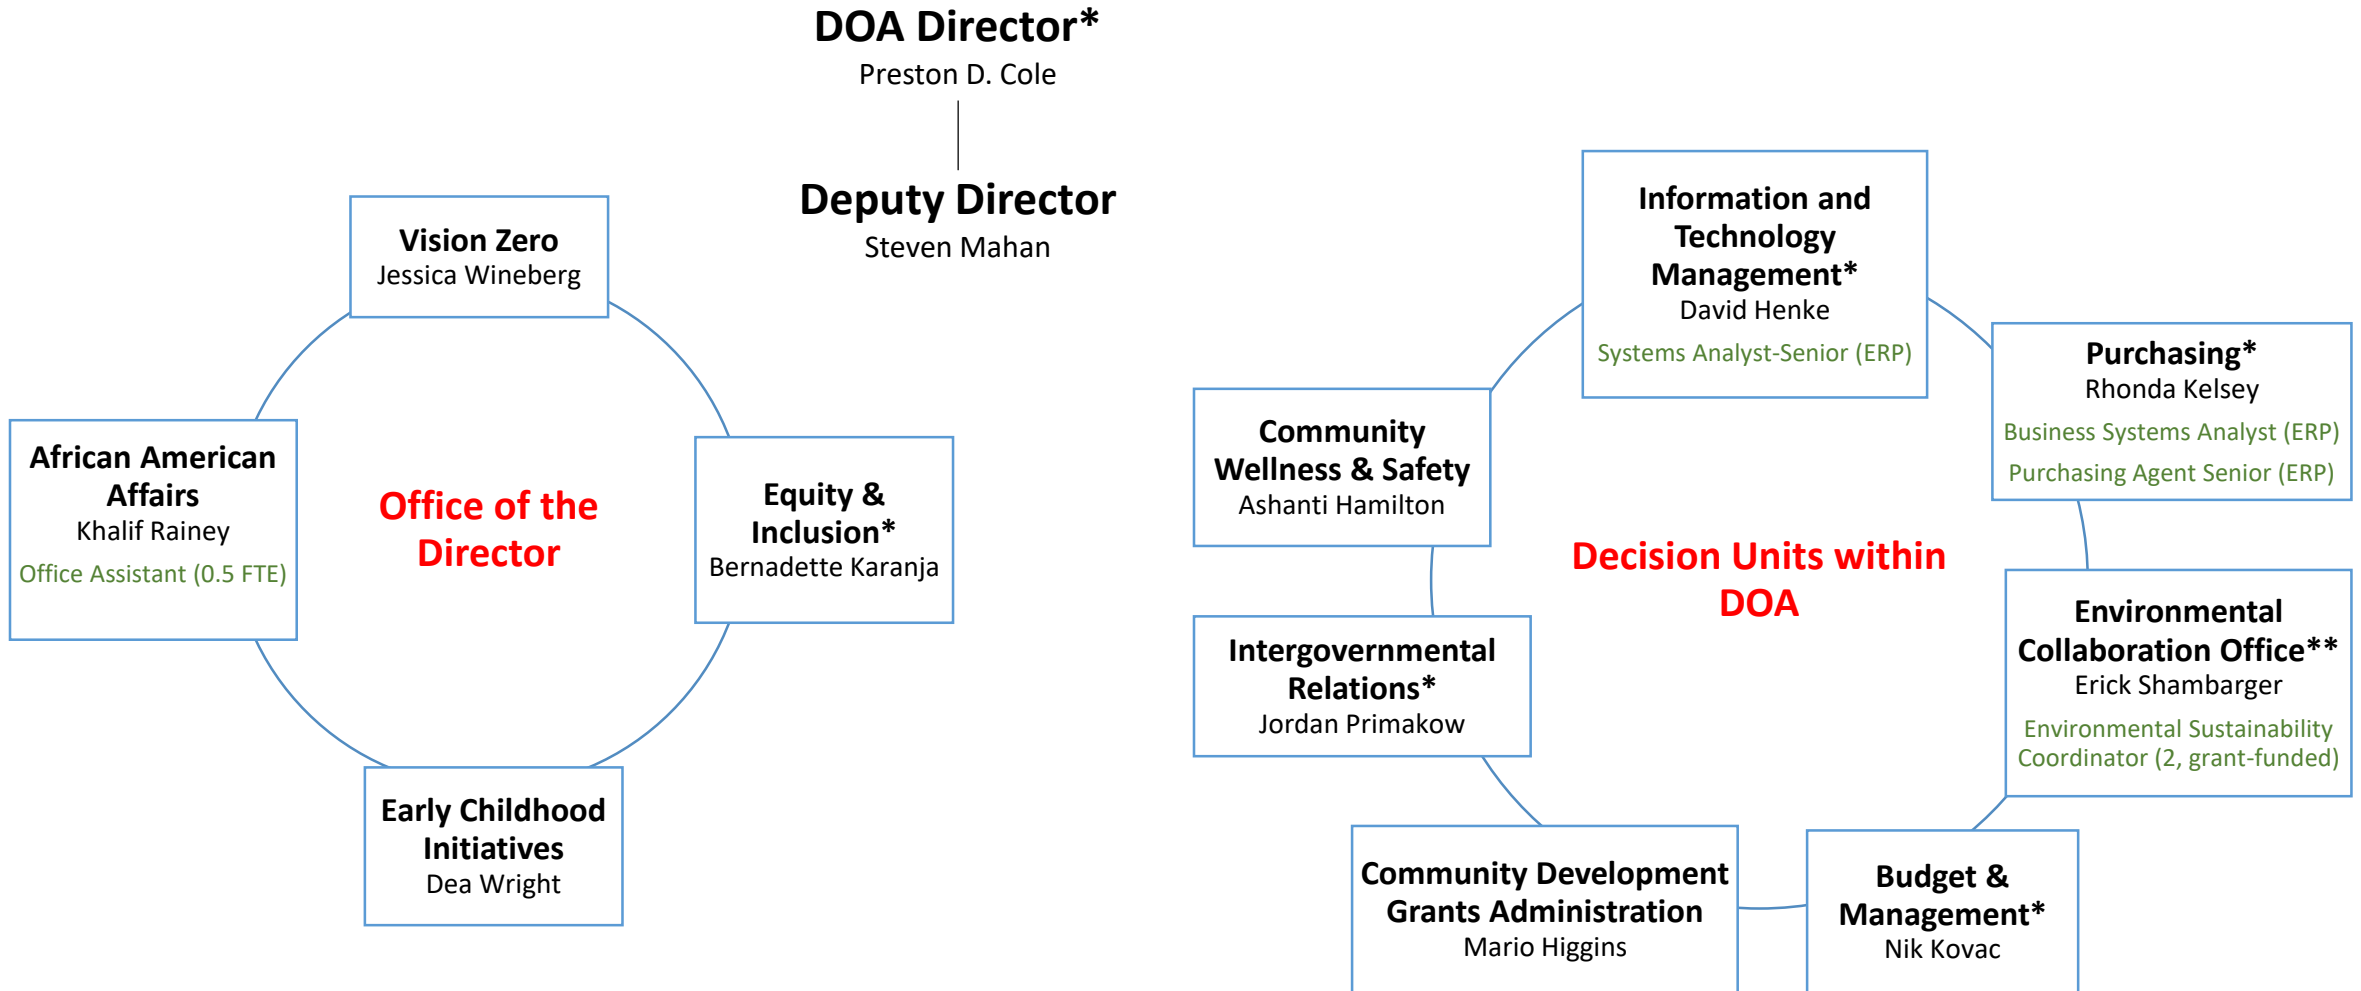 DOA Director*
Preston D. Cole
Deputy Director
Steven Mahan
Vision Zero
Jessica Wineberg
African American
Affairs
Khalif Rainey
Office Assistant (0.5 FTE)
Office of the
Director
Equity &
Inclusion*
Bernadette Karanja
Early Childhood
Initiatives
Dea Wright
Information and
Technology
Management*
David Henke
Systems Analyst-Senior (ERP)
Purchasing*
Rhonda Kelsey
Business Systems Analyst (ERP)
Purchasing Agent Senior (ERP)
Community
Wellness & Safety
Ashanti Hamilton
Decision Units within
DOA
Environmental
Collaboration Office**
Erick Shambarger
Environmental Sustainability
Coordinator (2, grant-funded)
Intergovernmental
Relations*
Jordan Primakow
Community Development
Grants Administration
Mario Higgins
Budget &
Management*
Nik Kovac